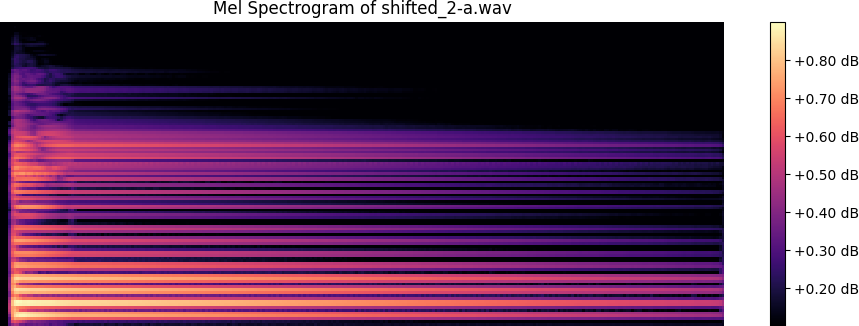 Mel Spectrogram of shifted_2-a.wav
+0.80 dB
+0.70 dB
+0.60 dB
+0.50 dB
+0.40 dB
+0.30 dB
+0.20 dB